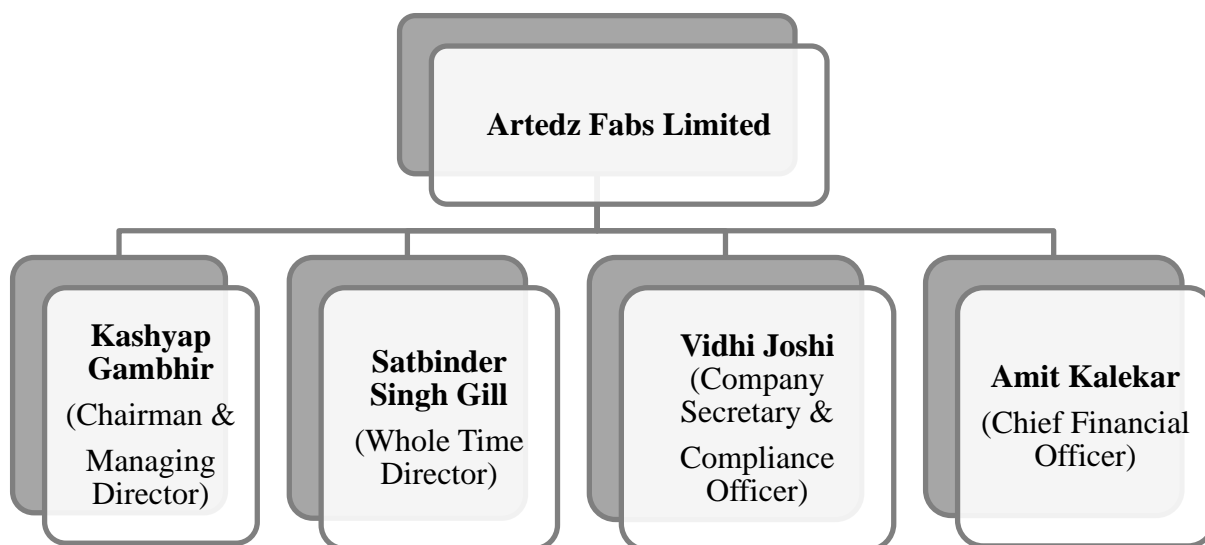 Artedz Fabs Limited
Kashyap
Gambhir
(Chairman &
Managing
Director)
Satbinder
Singh Gill
(Whole Time
Director)
Vidhi Joshi
(Company
Secretary &
Compliance
Officer)
Amit Kalekar
(Chief Financial
Officer)